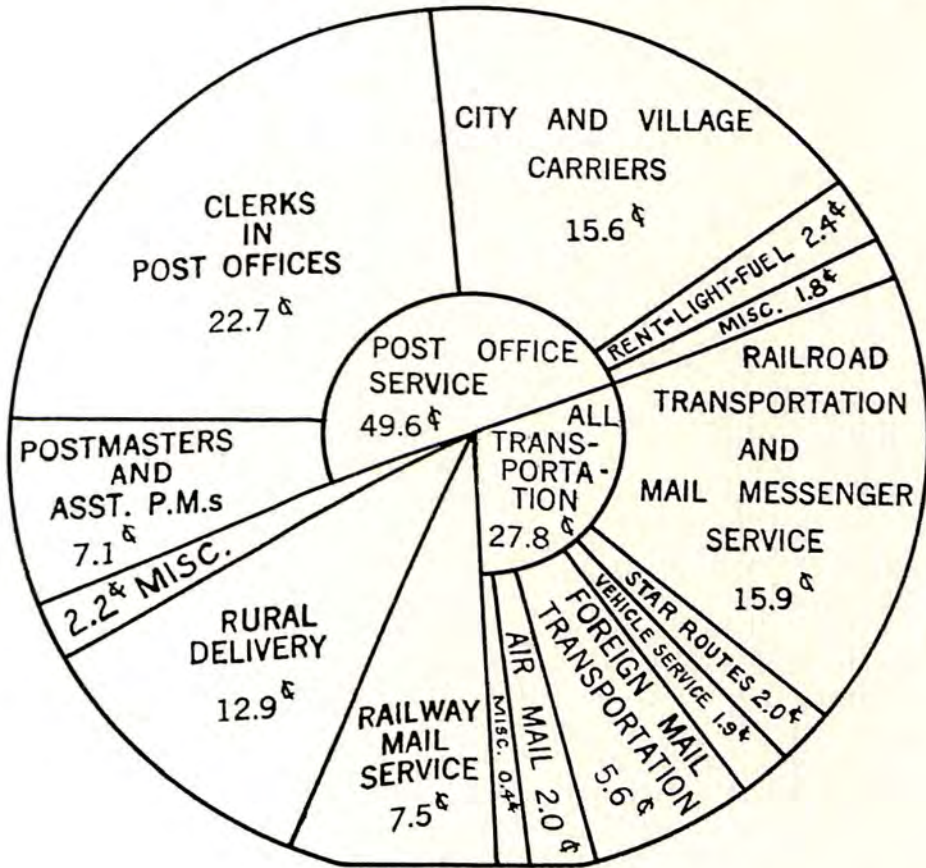 CITY AND VILLAGE
CARRIERS
15.6¢
CLERKS
IN
POST OFFICES
22.7¢
RENT-LIGHT-FUEL 2.4¢
MISC. 1.8¢
POST OFFICE
SERVICE
49.6¢
ALL
TRANS-
PORTA-
TION
27.8¢
RAILROAD
TRANSPORTATION
AND
MAIL MESSENGER
SERVICE
15.9¢
POSTMASTERS
AND
ASST. P.M.s
7.1¢
2.2¢ MISC.
RURAL
DELIVERY
12.9¢
RAILWAY
MAIL
SERVICE
7.5¢
MISC. 0.4¢
AIR MAIL 2.0¢
FOREIGN MAIL
TRANSPORTATION
5.6¢
VEHICLE SERVICE 1.9¢
STAR ROUTES 2.0¢